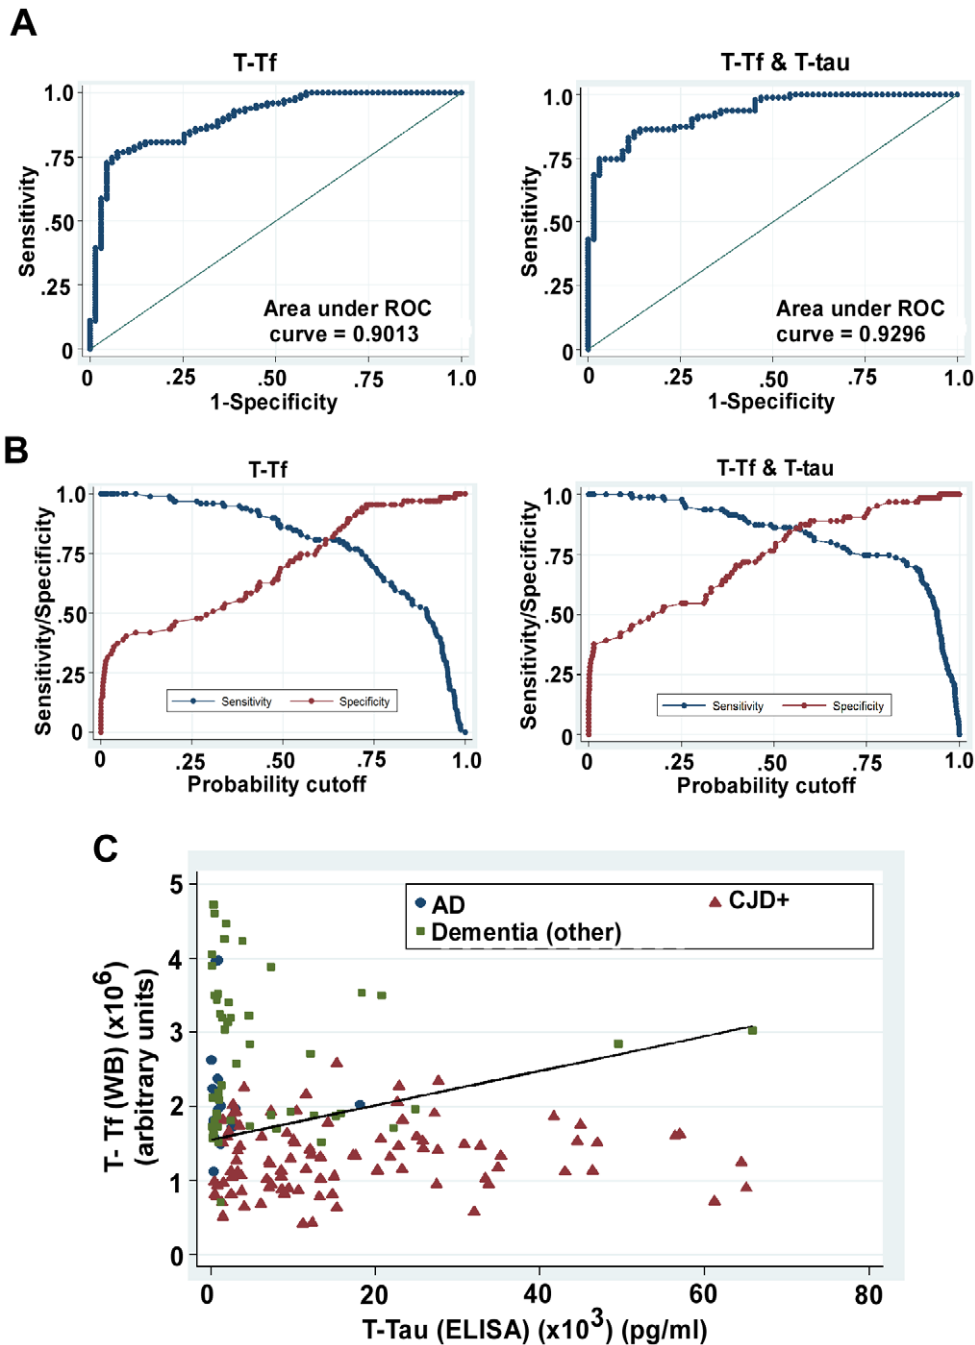 A
T-Tf
T-Tf & T-tau
1.0
.75
.50
.25
0
Sensitivity
Area under ROC
curve = 0.9013
0 .25 .50 .75 1.0
1-Specificity
1.0
.75
.50
.25
0
Sensitivity
Area under ROC
curve = 0.9296
0 .25 .50 .75 1.0
1-Specificity
B
T-Tf
T-Tf & T-tau
1.0
.75
.50
.25
0
Sensitivity/Specificity
Sensitivity Specificity
0 .25 .50 .75 1.0
Probability cutoff
1.0
.75
.50
.25
0
Sensitivity/Specificity
Sensitivity Specificity
0 .25 .50 .75 1.0
Probability cutoff
C
5
4
3
2
1
0
T- Tf (WB) (x10⁶)
(arbitrary units)
AD CJD+
Dementia (other)
0 20 40 60 80
T-Tau (ELISA) (x10³) (pg/ml)